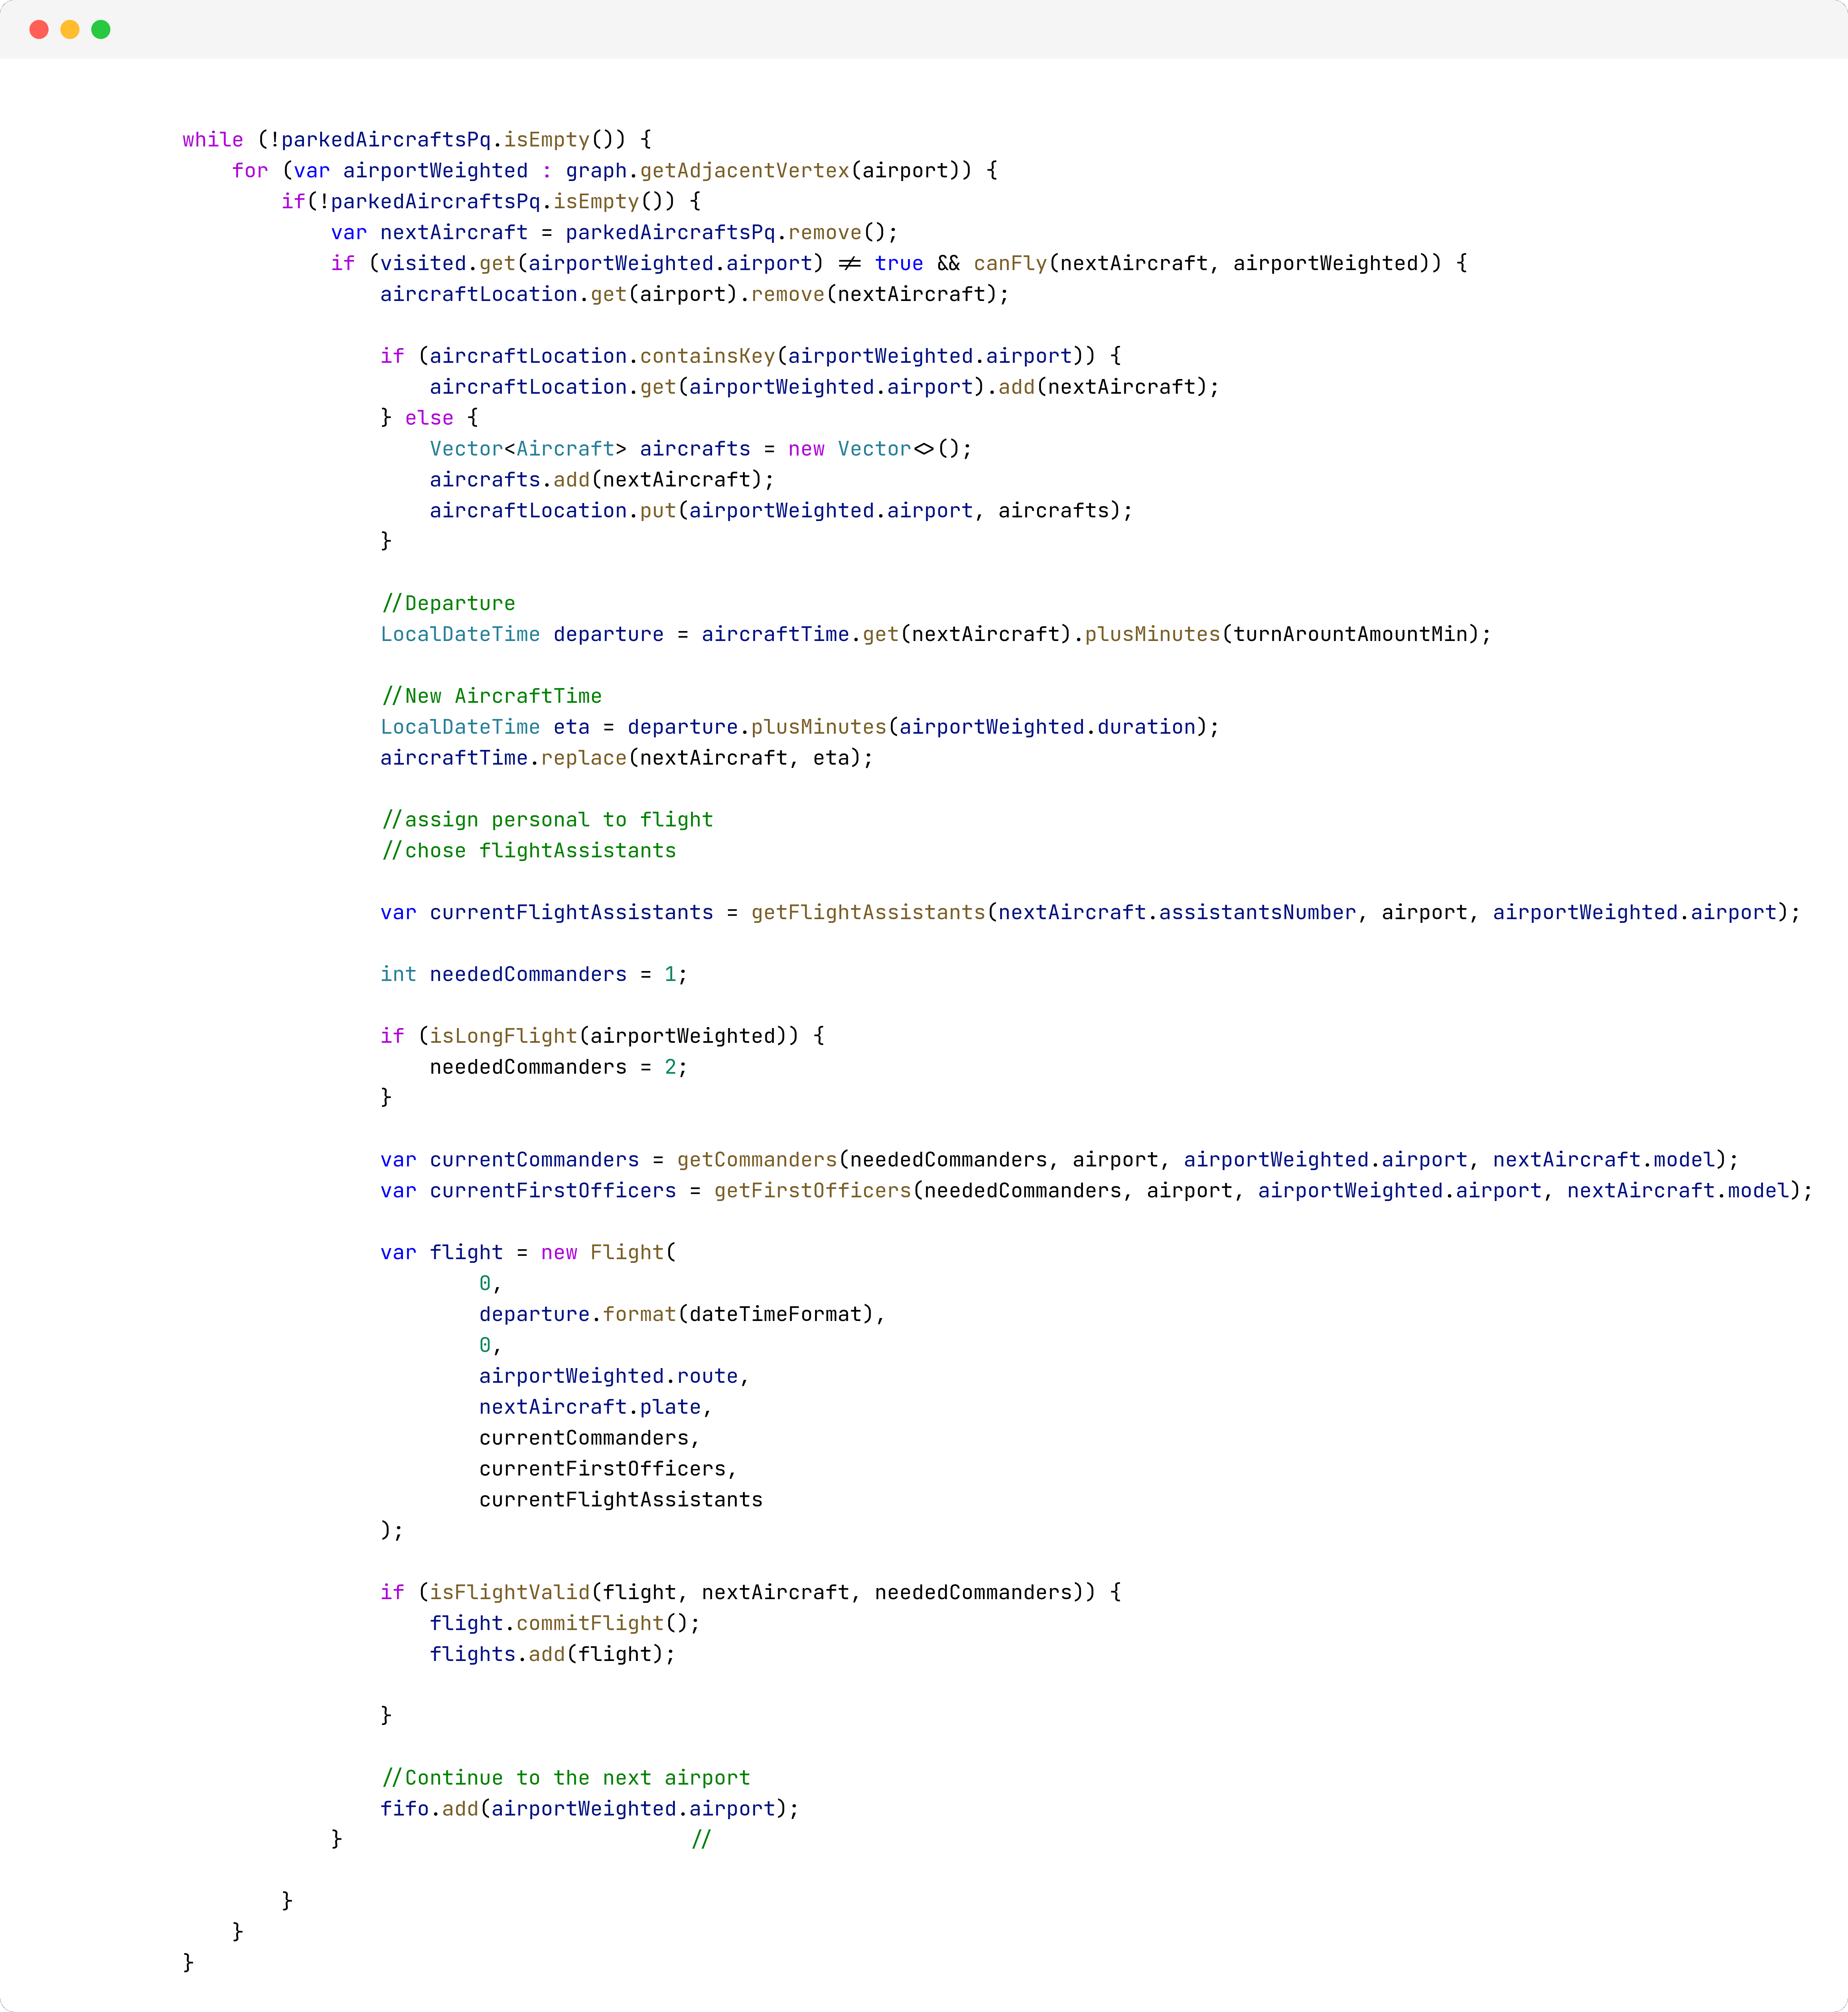 while (!parkedAircraftsPq.isEmpty()) {
    for (var airportWeighted : graph.getAdjacentVertex(airport)) {
        if(!parkedAircraftsPq.isEmpty()) {
            var nextAircraft = parkedAircraftsPq.remove();
            if (visited.get(airportWeighted.airport) != true && canFly(nextAircraft, airportWeighted)) {
                aircraftLocation.get(airport).remove(nextAircraft);

                if (aircraftLocation.containsKey(airportWeighted.airport)) {
                    aircraftLocation.get(airportWeighted.airport).add(nextAircraft);
                } else {
                    Vector<Aircraft> aircrafts = new Vector<>();
                    aircrafts.add(nextAircraft);
                    aircraftLocation.put(airportWeighted.airport, aircrafts);
                }

                //Departure
                LocalDateTime departure = aircraftTime.get(nextAircraft).plusMinutes(turnArountAmountMin);

                //New AircraftTime
                LocalDateTime eta = departure.plusMinutes(airportWeighted.duration);
                aircraftTime.replace(nextAircraft, eta);

                //assign personal to flight
                //chose flightAssistants

                var currentFlightAssistants = getFlightAssistants(nextAircraft.assistantsNumber, airport, airportWeighted.airport);

                int neededCommanders = 1;

                if (isLongFlight(airportWeighted)) {
                    neededCommanders = 2;
                }

                var currentCommanders = getCommanders(neededCommanders, airport, airportWeighted.airport, nextAircraft.model);
                var currentFirstOfficers = getFirstOfficers(neededCommanders, airport, airportWeighted.airport, nextAircraft.model);

                var flight = new Flight(
                        0,
                        departure.format(dateTimeFormat),
                        0,
                        airportWeighted.route,
                        nextAircraft.plate,
                        currentCommanders,
                        currentFirstOfficers,
                        currentFlightAssistants
                );

                if (isFlightValid(flight, nextAircraft, neededCommanders)) {
                    flight.commitFlight();
                    flights.add(flight);

                }

                //Continue to the next airport
                fifo.add(airportWeighted.airport);
            }                            //

        }
    }
}